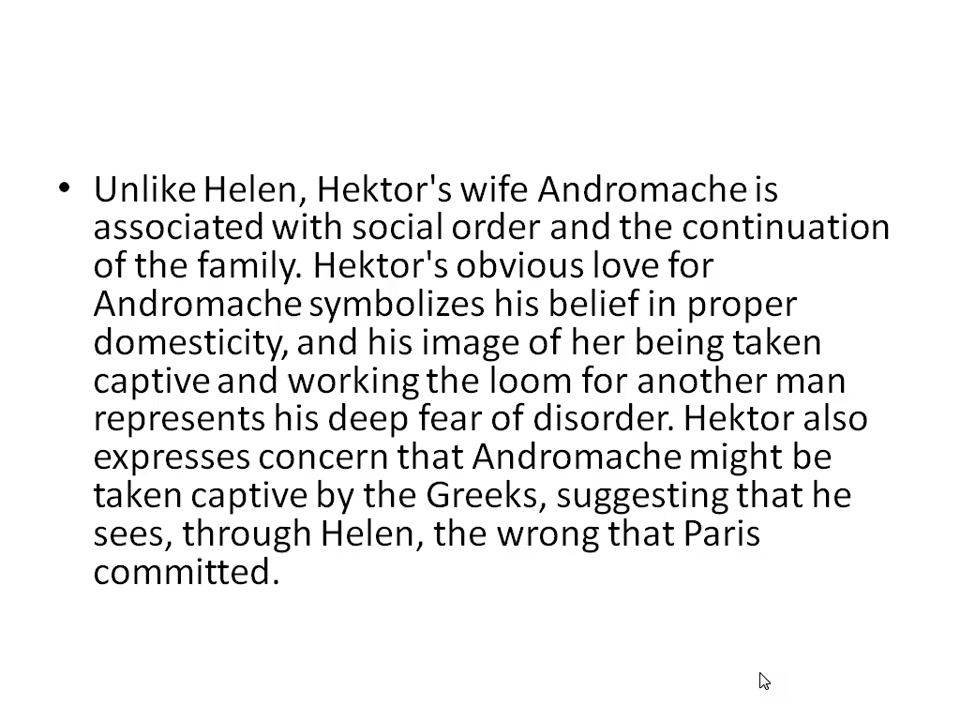 • Unlike Helen, Hektor's wife Andromache is
associated with social order and the continuation
of the family. Hektor's obvious love for
Andromache symbolizes his belief in proper
domesticity, and his image of her being taken
captive and working the loom for another man
represents his deep fear of disorder. Hektor also
expresses concern that Andromache might be
taken captive by the Greeks, suggesting that he
sees, through Helen, the wrong that Paris
committed.